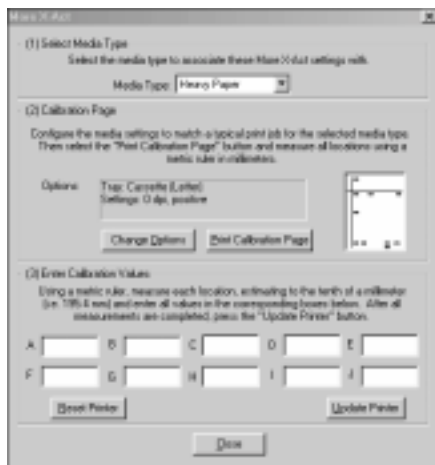 More X-Act
(1) Select Media Type
Select the media type to associate these More X-Act settings with.
Media Type: Heavy Paper
(2) Calibration Page
Configure the media settings to match a typical print job for the selected media type.
Then select the "Print Calibration Page" button and measure all locations using a
metric ruler in millimeters.
Options:
Tray: Cassette (Letter)
Settings: 0 dpi, positive
Change Options
Print Calibration Page
(3) Enter Calibration Values
Using a metric ruler, measure each location, estimating to the tenth of a millimeter
(i.e. 195.4 mm) and enter all values in the corresponding boxes below. After all
measurements are completed, press the "Update Printer" button.
A B C D E
F G H I J
Reset Printer
Update Printer
Close